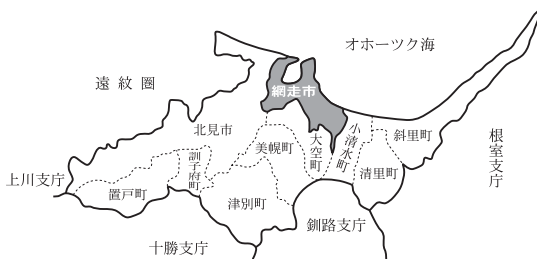 オホーツク海
遠紋圏
網走市
北見市
美幌町
大空町
小清水町
斜里町
根室支庁
訓子府町
清里町
上川支庁
置戸町
津別町
釧路支庁
十勝支庁